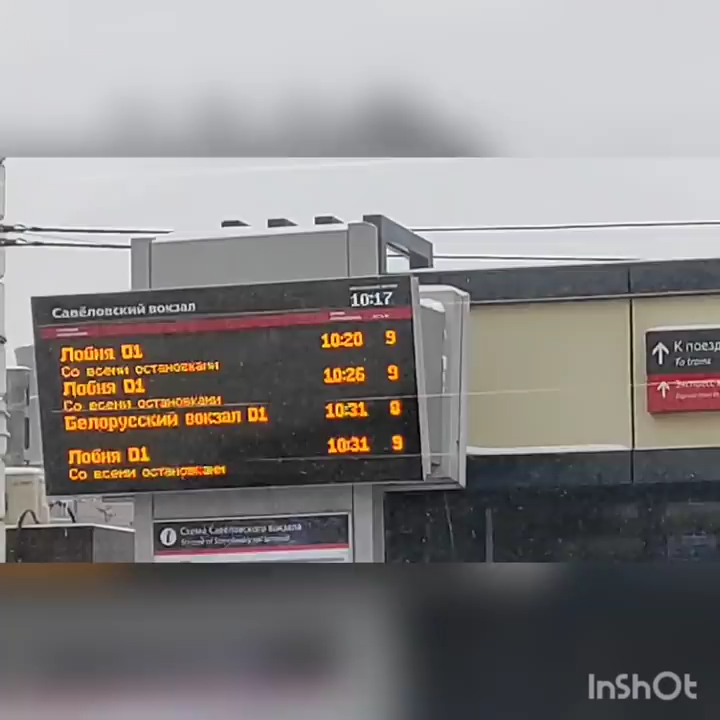 Савёловский вокзал 10:17
Лобня D1 10:20 9
Со всеми остановками
Лобня D1 10:26 9
Со всеми остановками
Белорусский вокзал D1 10:31 8
Лобня D1 10:31 9
Со всеми остановками
К поезд
To trains
Экспресс
Схема Савёловского вокзала
InShOt